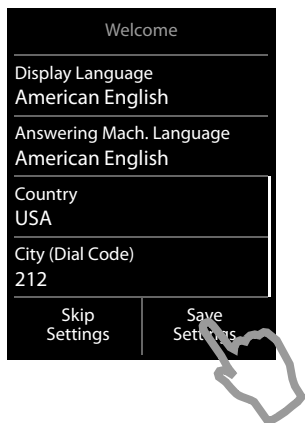 Welcome
Display Language
American English
Answering Mach. Language
American English
Country
USA
City (Dial Code)
212
Skip
Settings
Save
Settings